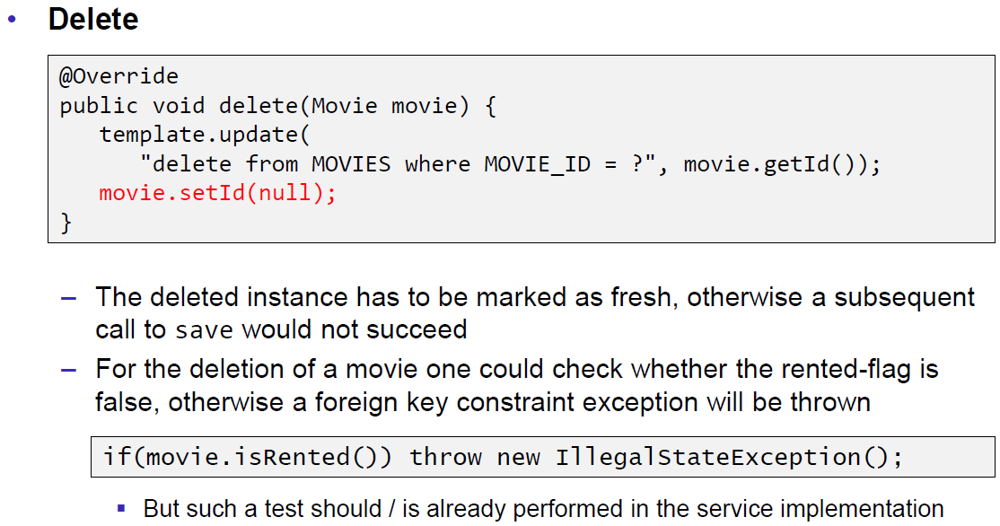 • Delete
@Override
public void delete(Movie movie) {
   template.update(
      "delete from MOVIES where MOVIE_ID = ?", movie.getId());
   movie.setId(null);
}
– The deleted instance has to be marked as fresh, otherwise a subsequent
call to save would not succeed
– For the deletion of a movie one could check whether the rented-flag is
false, otherwise a foreign key constraint exception will be thrown
if(movie.isRented()) throw new IllegalStateException();
▪ But such a test should / is already performed in the service implementation